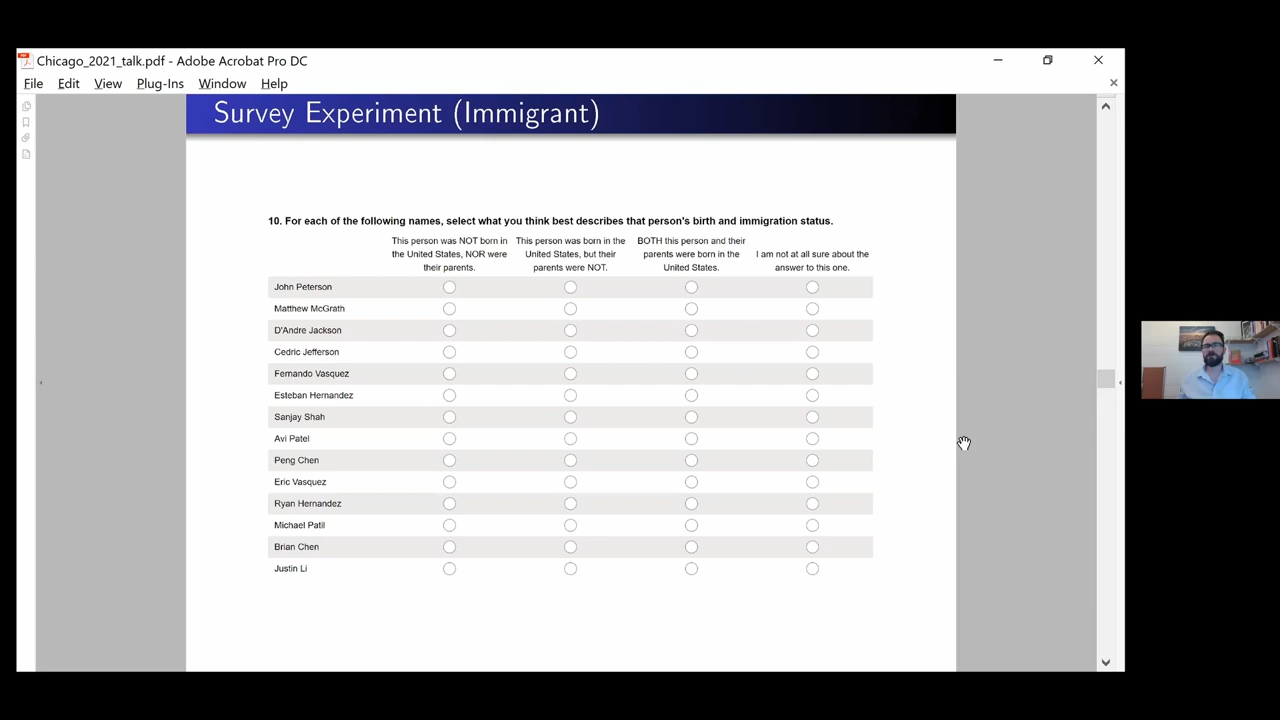 Chicago_2021_talk.pdf - Adobe Acrobat Pro DC
File Edit View Plug-Ins Window Help
Survey Experiment (Immigrant)
10. For each of the following names, select what you think best describes that person's birth and immigration status.
This person was NOT born in the United States, NOR were their parents.
This person was born in the United States, but their parents were NOT.
BOTH this person and their parents were born in the United States.
I am not at all sure about the answer to this one.
John Peterson
Matthew McGrath
D'Andre Jackson
Cedric Jefferson
Fernando Vasquez
Esteban Hernandez
Sanjay Shah
Avi Patel
Peng Chen
Eric Vasquez
Ryan Hernandez
Michael Patil
Brian Chen
Justin Li